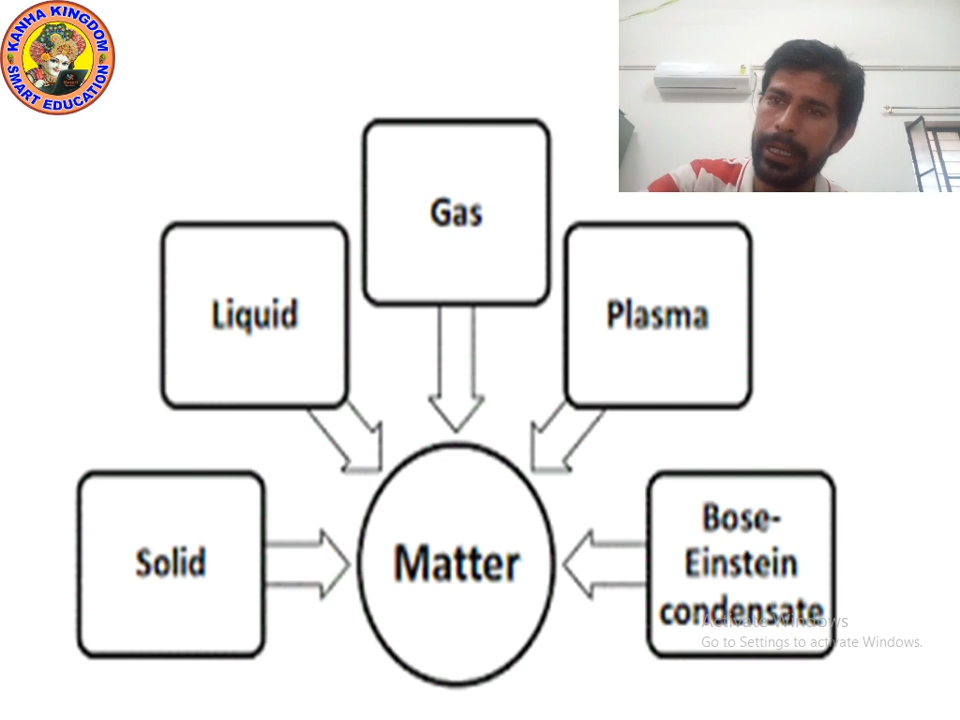 KANHA KINGDOM
SMART EDUCATION
Gas
Liquid
Plasma
Solid
Matter
Bose-
Einstein
condensate
Activate Windows
Go to Settings to activate Windows.